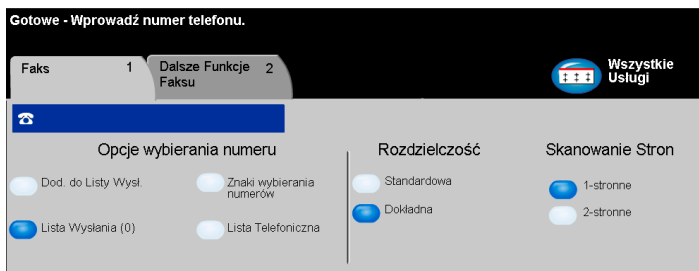 Gotowe - Wprowadź numer telefonu.
Faks 1
Dalsze Funkcje 2
Faksu
Wszystkie
Usługi
Opcje wybierania numeru
Dod. do Listy Wysł.
Znaki wybierania
numerów
Lista Wysłania (0)
Lista Telefoniczna
Rozdzielczość
Standardowa
Dokładna
Skanowanie Stron
1-stronne
2-stronne